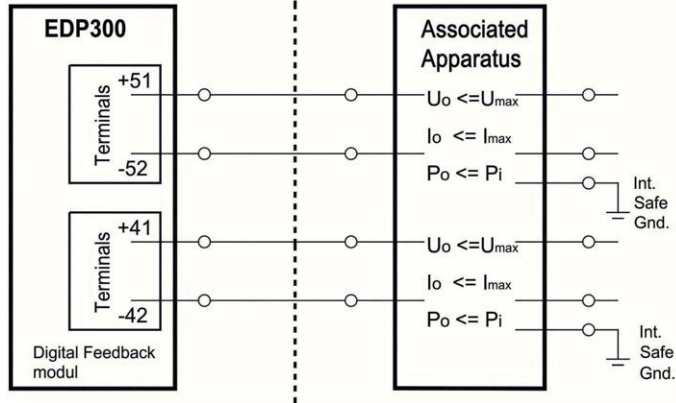 EDP300
Terminals
+51
-52
Terminals
+41
-42
Digital Feedback
modul
Associated
Apparatus
Uo <=Umax
Io <= Imax
Po <= Pi
Int.
Safe
Gnd.
Uo <=Umax
Io <= Imax
Po <= Pi
Int.
Safe
Gnd.